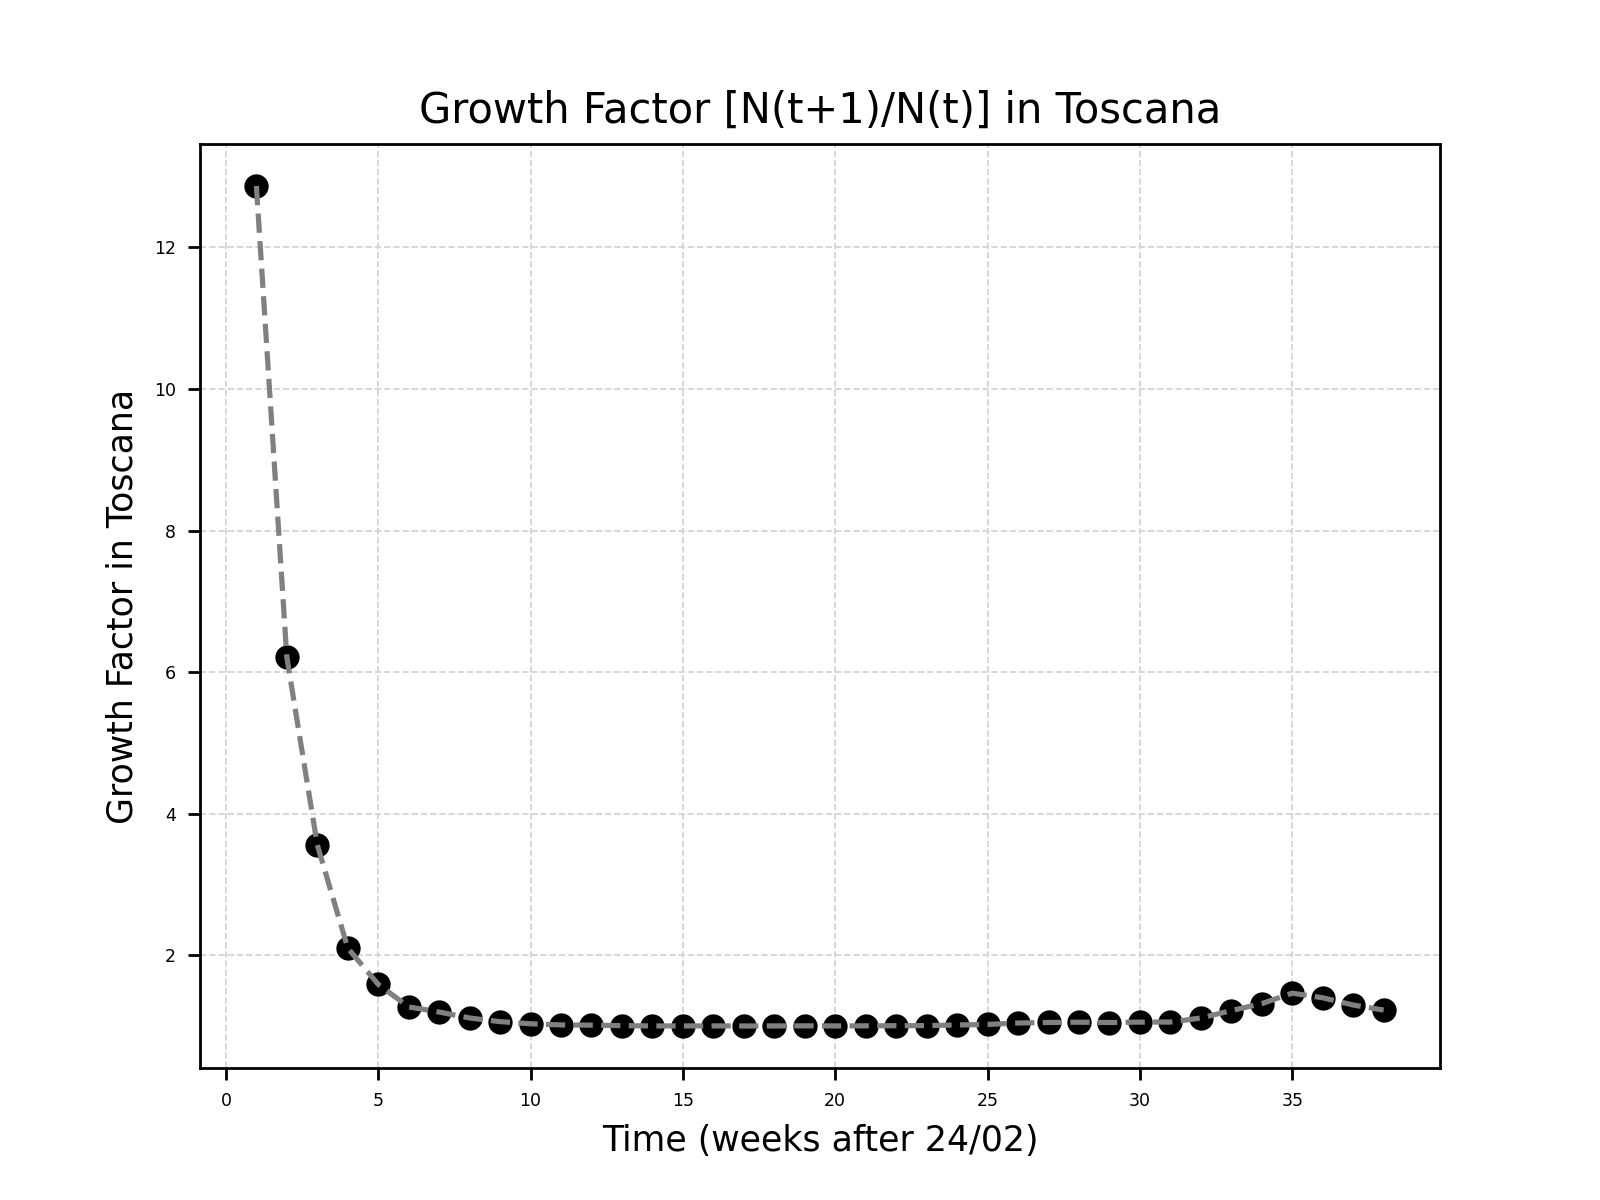 Growth Factor [N(t+1)/N(t)] in Toscana
Growth Factor in Toscana
12
10
8
6
4
2
0 5 10 15 20 25 30 35
Time (weeks after 24/02)